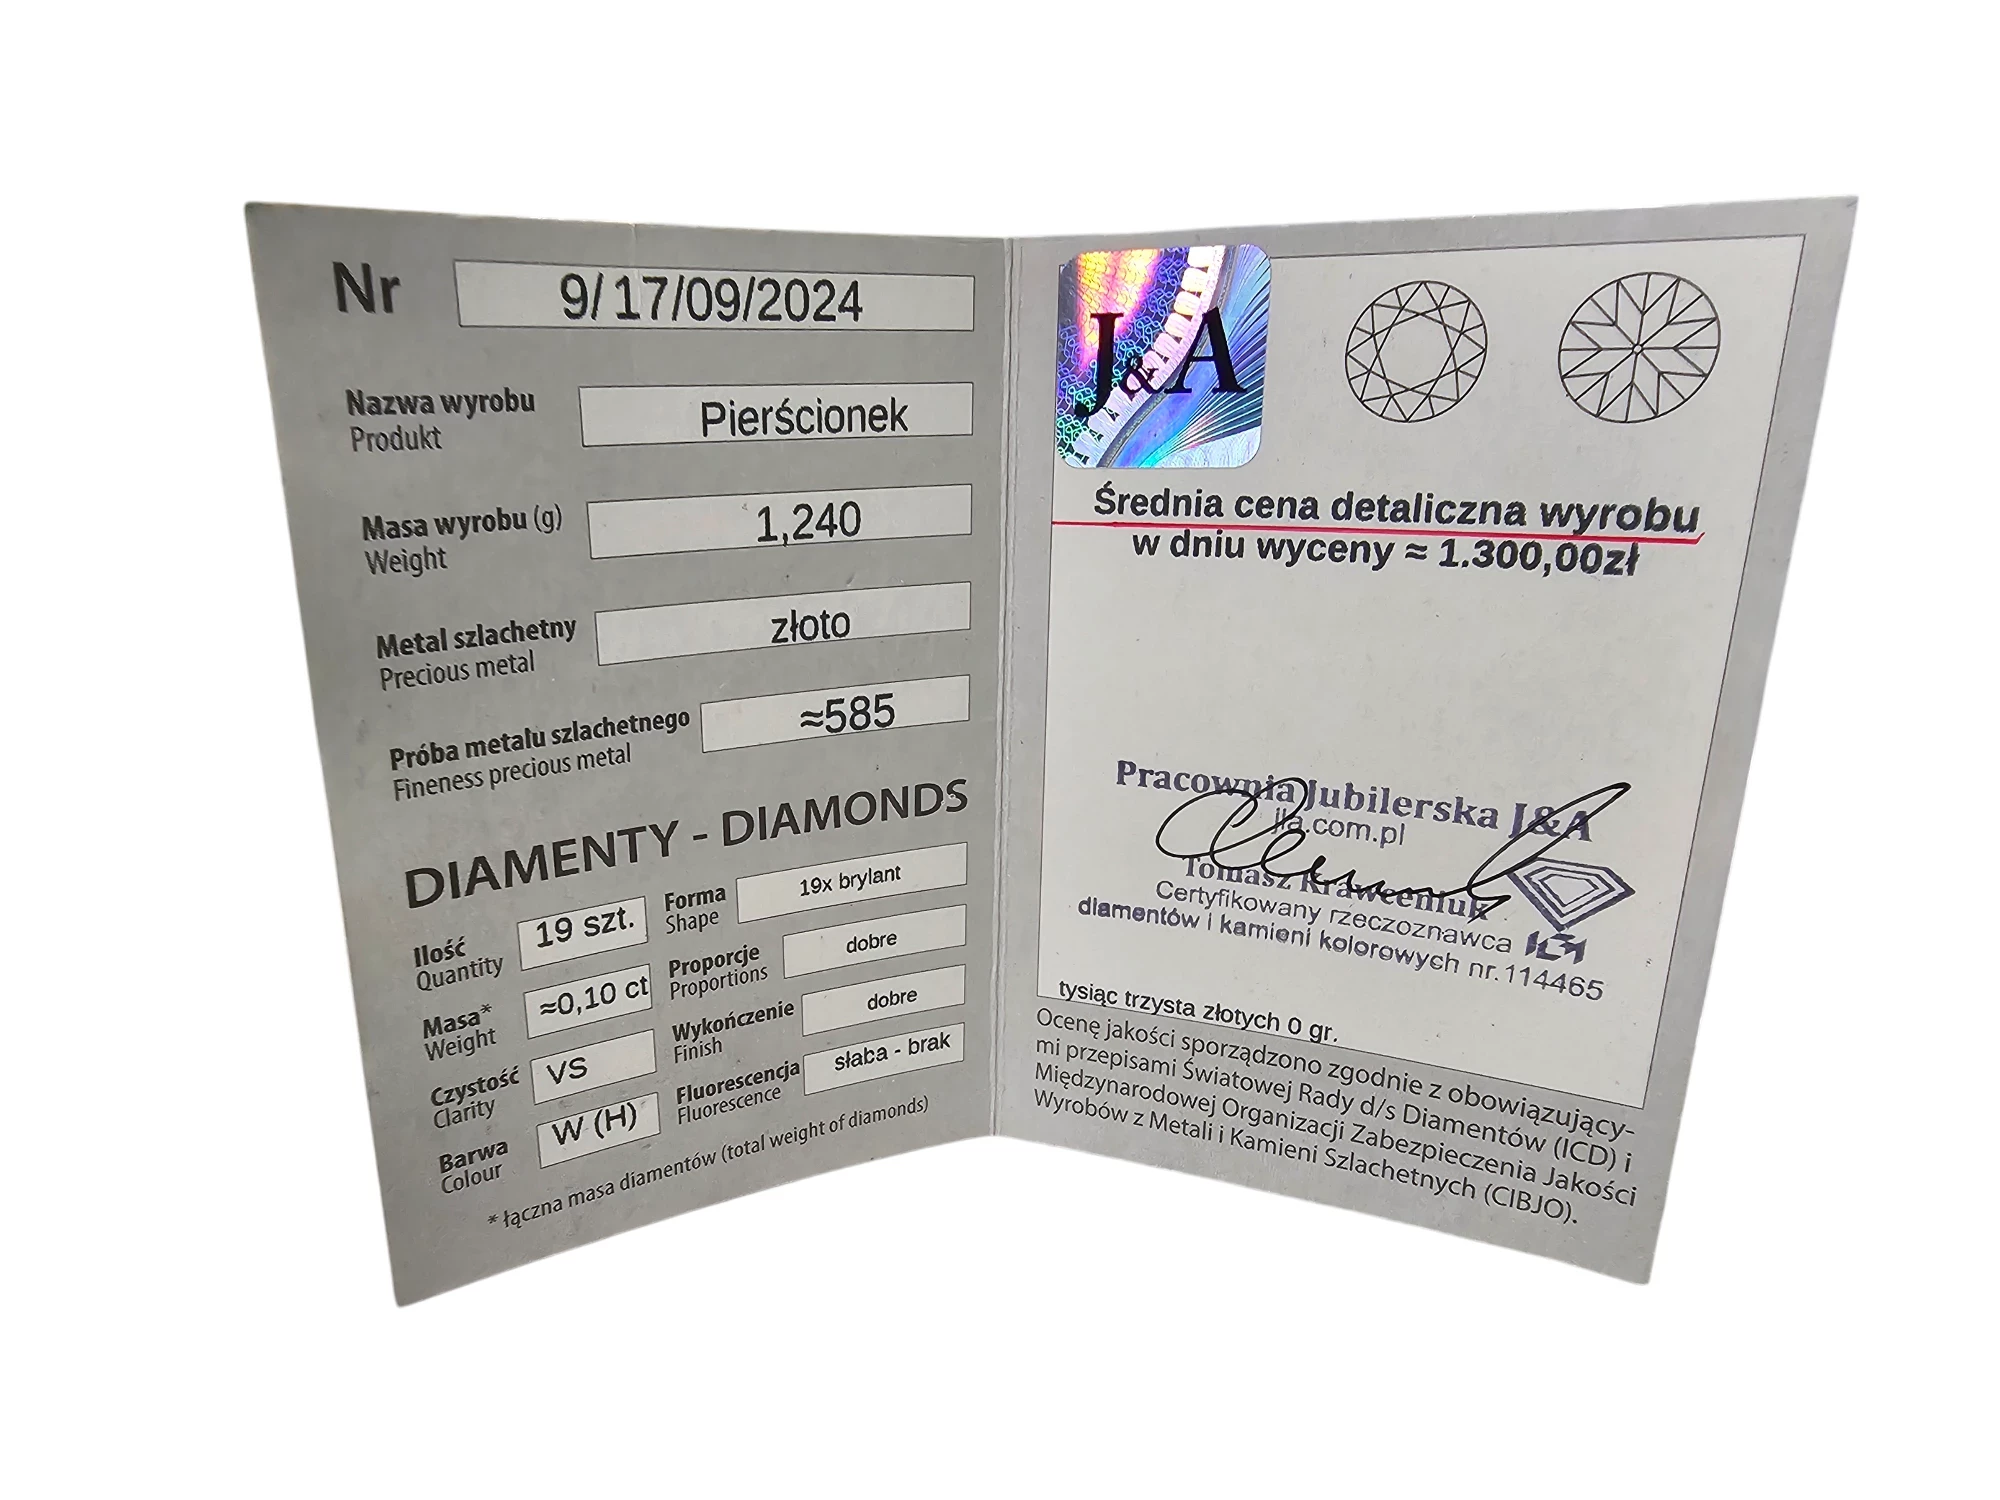 Nr 9/ 17/09/2024
Nazwa wyrobu Pierścionek
Produkt
Masa wyrobu (g) 1,240
Weight
Metal szlachetny złoto
Precious metal
Próba metalu szlachetnego ≈585
Fineness precious metal
DIAMENTY - DIAMONDS
Ilość 19 szt.
Quantity
Masa* ≈0,10 ct
Weight
Czystość VS
Clarity
Barwa W (H)
Colour
Forma 19x brylant
Shape
Proporcje dobre
Proportions
Wykończenie dobre
Finish
Fluorescencja słaba - brak
Fluorescence
* łączna masa diamentów (total weight of diamonds)
J&A
Średnia cena detaliczna wyrobu
w dniu wyceny ≈ 1.300,00zł
Pracownia Jubilerska J&A
jla.com.pl
Tomasz Krawceniuk
Certyfikowany rzeczoznawca
diamentów i kamieni kolorowych nr.114465
tysiąc trzysta złotych 0 gr.
Ocenę jakości sporządzono zgodnie z obowiązujący-
mi przepisami Światowej Rady d/s Diamentów (ICD) i
Międzynarodowej Organizacji Zabezpieczenia Jakości
Wyrobów z Metali i Kamieni Szlachetnych (CIBJO).